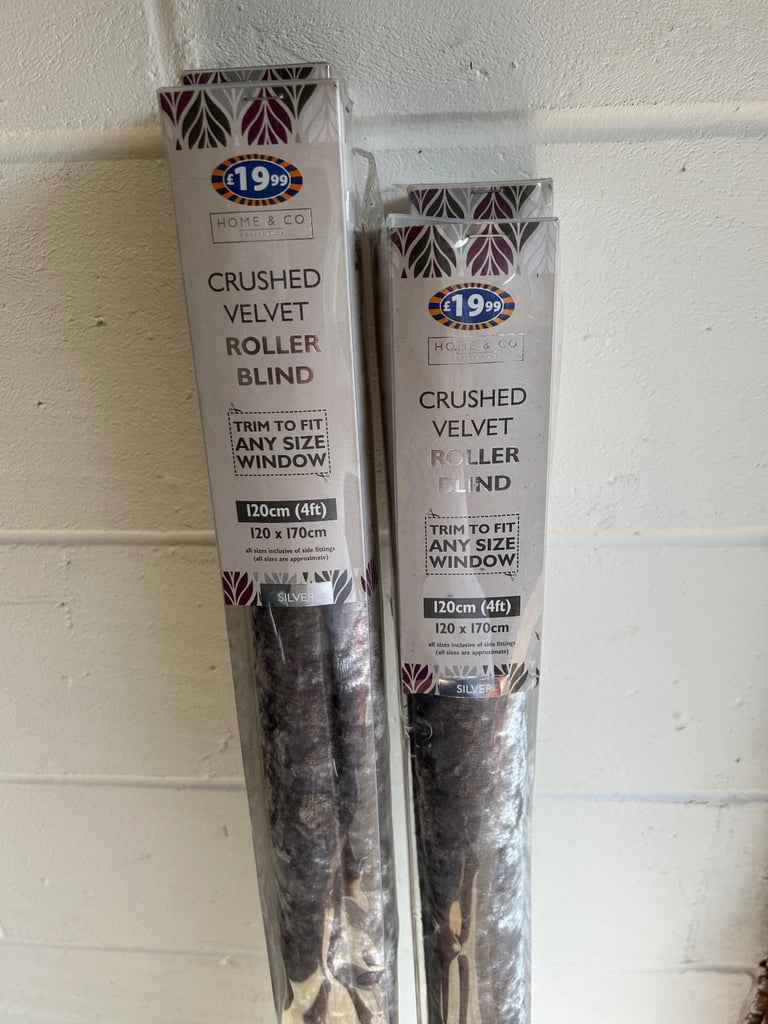 £19.99
HOME & CO
COLLECTION
CRUSHED
VELVET
ROLLER
BLIND
TRIM TO FIT
ANY SIZE
WINDOW
120cm (4ft)
120 x 170cm
all sizes inclusive of side fittings
(all sizes are approximate)
SILVER
£19.99
HOME & CO
COLLECTION
CRUSHED
VELVET
ROLLER
BLIND
TRIM TO FIT
ANY SIZE
WINDOW
120cm (4ft)
120 x 170cm
all sizes inclusive of side fittings
(all sizes are approximate)
SILVER